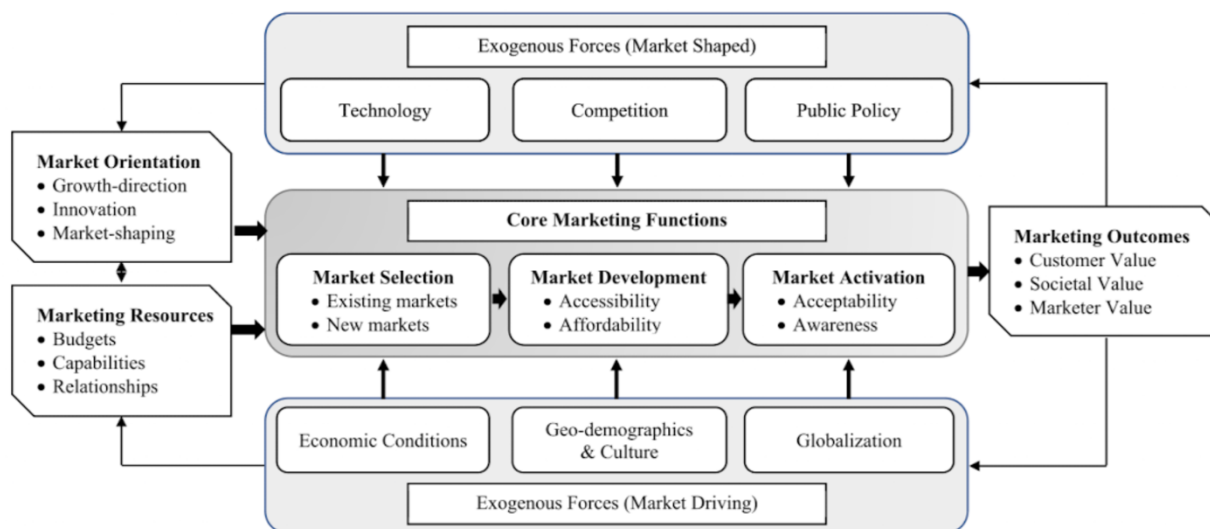 Exogenous Forces (Market Shaped)
Technology
Competition
Public Policy
Market Orientation
• Growth-direction
• Innovation
• Market-shaping
Marketing Resources
• Budgets
• Capabilities
• Relationships
Core Marketing Functions
Market Selection
• Existing markets
• New markets
Market Development
• Accessibility
• Affordability
Market Activation
• Acceptability
• Awareness
Marketing Outcomes
• Customer Value
• Societal Value
• Marketer Value
Economic Conditions
Geo-demographics
& Culture
Globalization
Exogenous Forces (Market Driving)